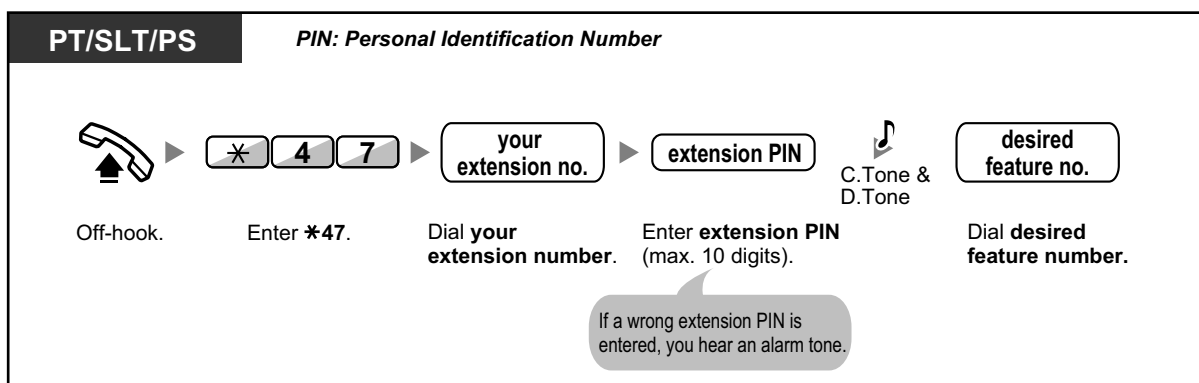 PT/SLT/PS
PIN: Personal Identification Number
* 4 7
your
extension no.
extension PIN
C.Tone &
D.Tone
desired
feature no.
Off-hook.
Enter *47.
Dial your
extension number.
Enter extension PIN
(max. 10 digits).
Dial desired
feature number.
If a wrong extension PIN is
entered, you hear an alarm tone.